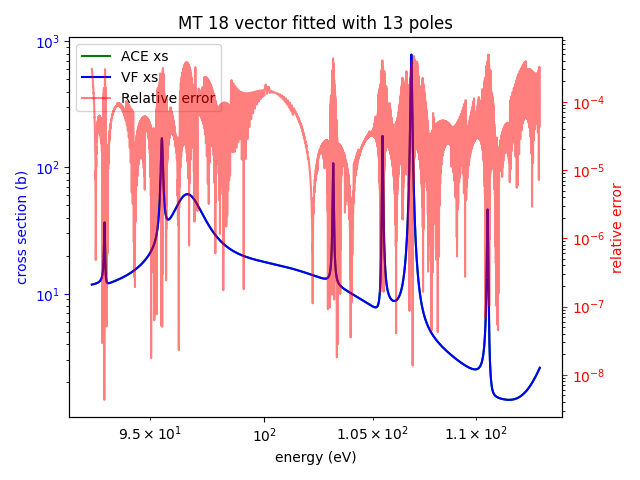 MT 18 vector fitted with 13 poles
ACE xs
VF xs
Relative error
cross section (b)
10³
10²
10¹
relative error
10⁻⁴
10⁻⁵
10⁻⁶
10⁻⁷
10⁻⁸
9.5 × 10¹
10²
1.05 × 10²
1.1 × 10²
energy (eV)